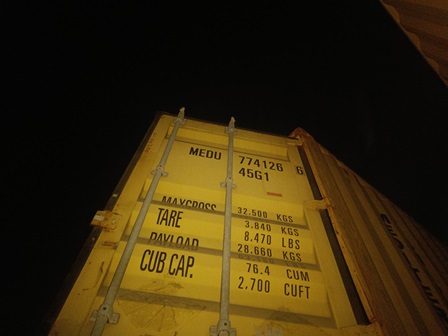 MEDU 774126 6
45G1
MAXGROSS 32.500 KGS
TARE 3.840 KGS
8.470 LBS
PAYLOAD 28.660 KGS
CUB CAP. 76.4 CUM
2.700 CUFT